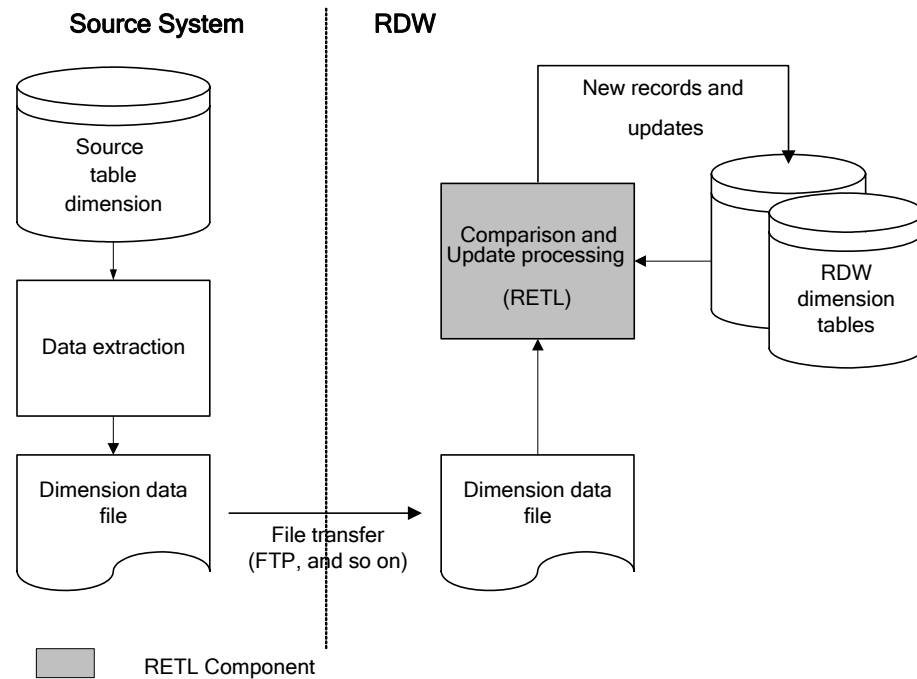 Source System
RDW
Source
table
dimension
Data extraction
Dimension data
file
File transfer
(FTP, and so on)
Dimension data
file
Comparison and
Update processing
(RETL)
New records and
updates
RDW
dimension
tables
RETL Component